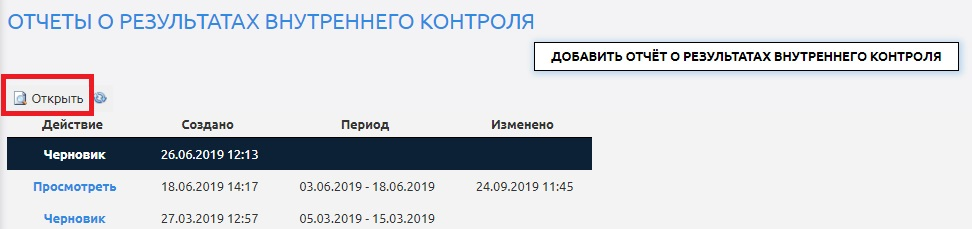 ОТЧЕТЫ О РЕЗУЛЬТАТАХ ВНУТРЕННЕГО КОНТРОЛЯ
ДОБАВИТЬ ОТЧЁТ О РЕЗУЛЬТАТАХ ВНУТРЕННЕГО КОНТРОЛЯ
Открыть
Действие Создано Период Изменено
Черновик 26.06.2019 12:13
Просмотреть 18.06.2019 14:17 03.06.2019 - 18.06.2019 24.09.2019 11:45
Черновик 27.03.2019 12:57 05.03.2019 - 15.03.2019